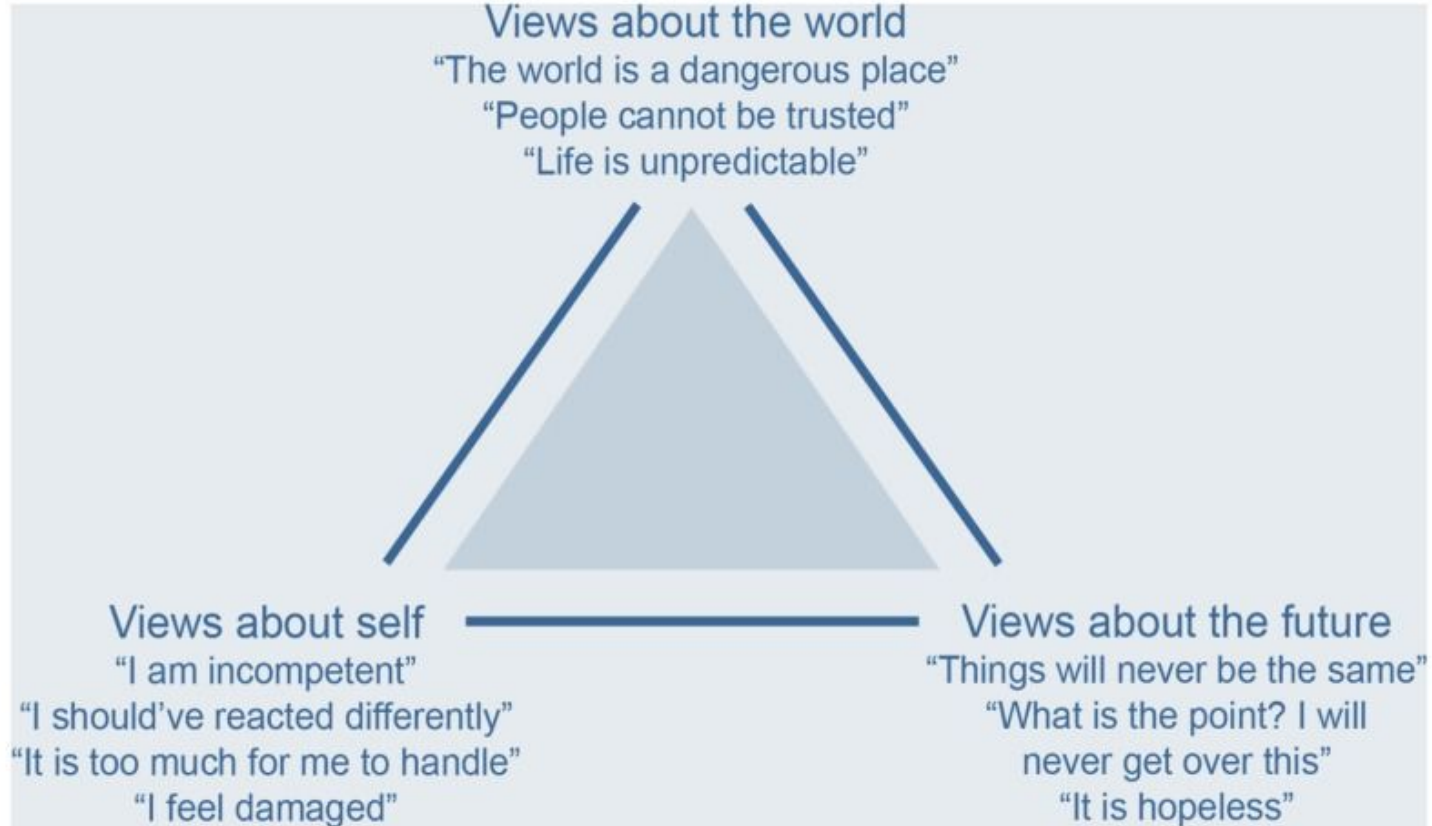 Views about the world
“The world is a dangerous place”
“People cannot be trusted”
“Life is unpredictable”
Views about self
“I am incompetent”
“I should’ve reacted differently”
“It is too much for me to handle”
“I feel damaged”
Views about the future
“Things will never be the same”
“What is the point? I will
never get over this”
“It is hopeless”